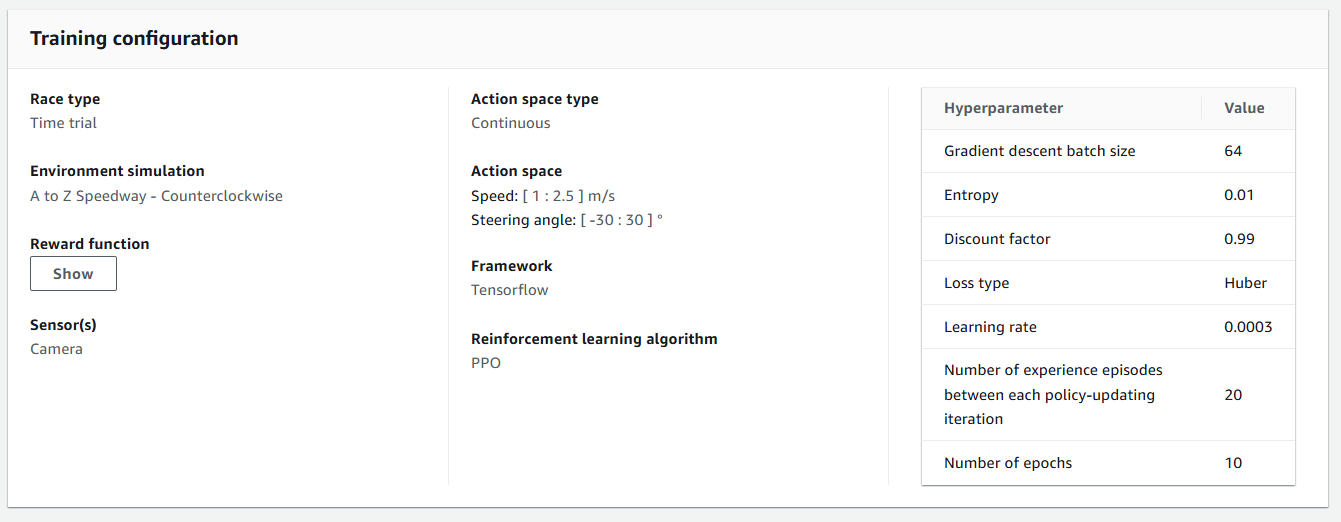 Training configuration
Race type
Time trial
Environment simulation
A to Z Speedway - Counterclockwise
Reward function
Show
Sensor(s)
Camera
Action space type
Continuous
Action space
Speed: [ 1 : 2.5 ] m/s
Steering angle: [ -30 : 30 ] °
Framework
Tensorflow
Reinforcement learning algorithm
PPO
Hyperparameter Value
Gradient descent batch size 64
Entropy 0.01
Discount factor 0.99
Loss type Huber
Learning rate 0.0003
Number of experience episodes
between each policy-updating 20
iteration
Number of epochs 10